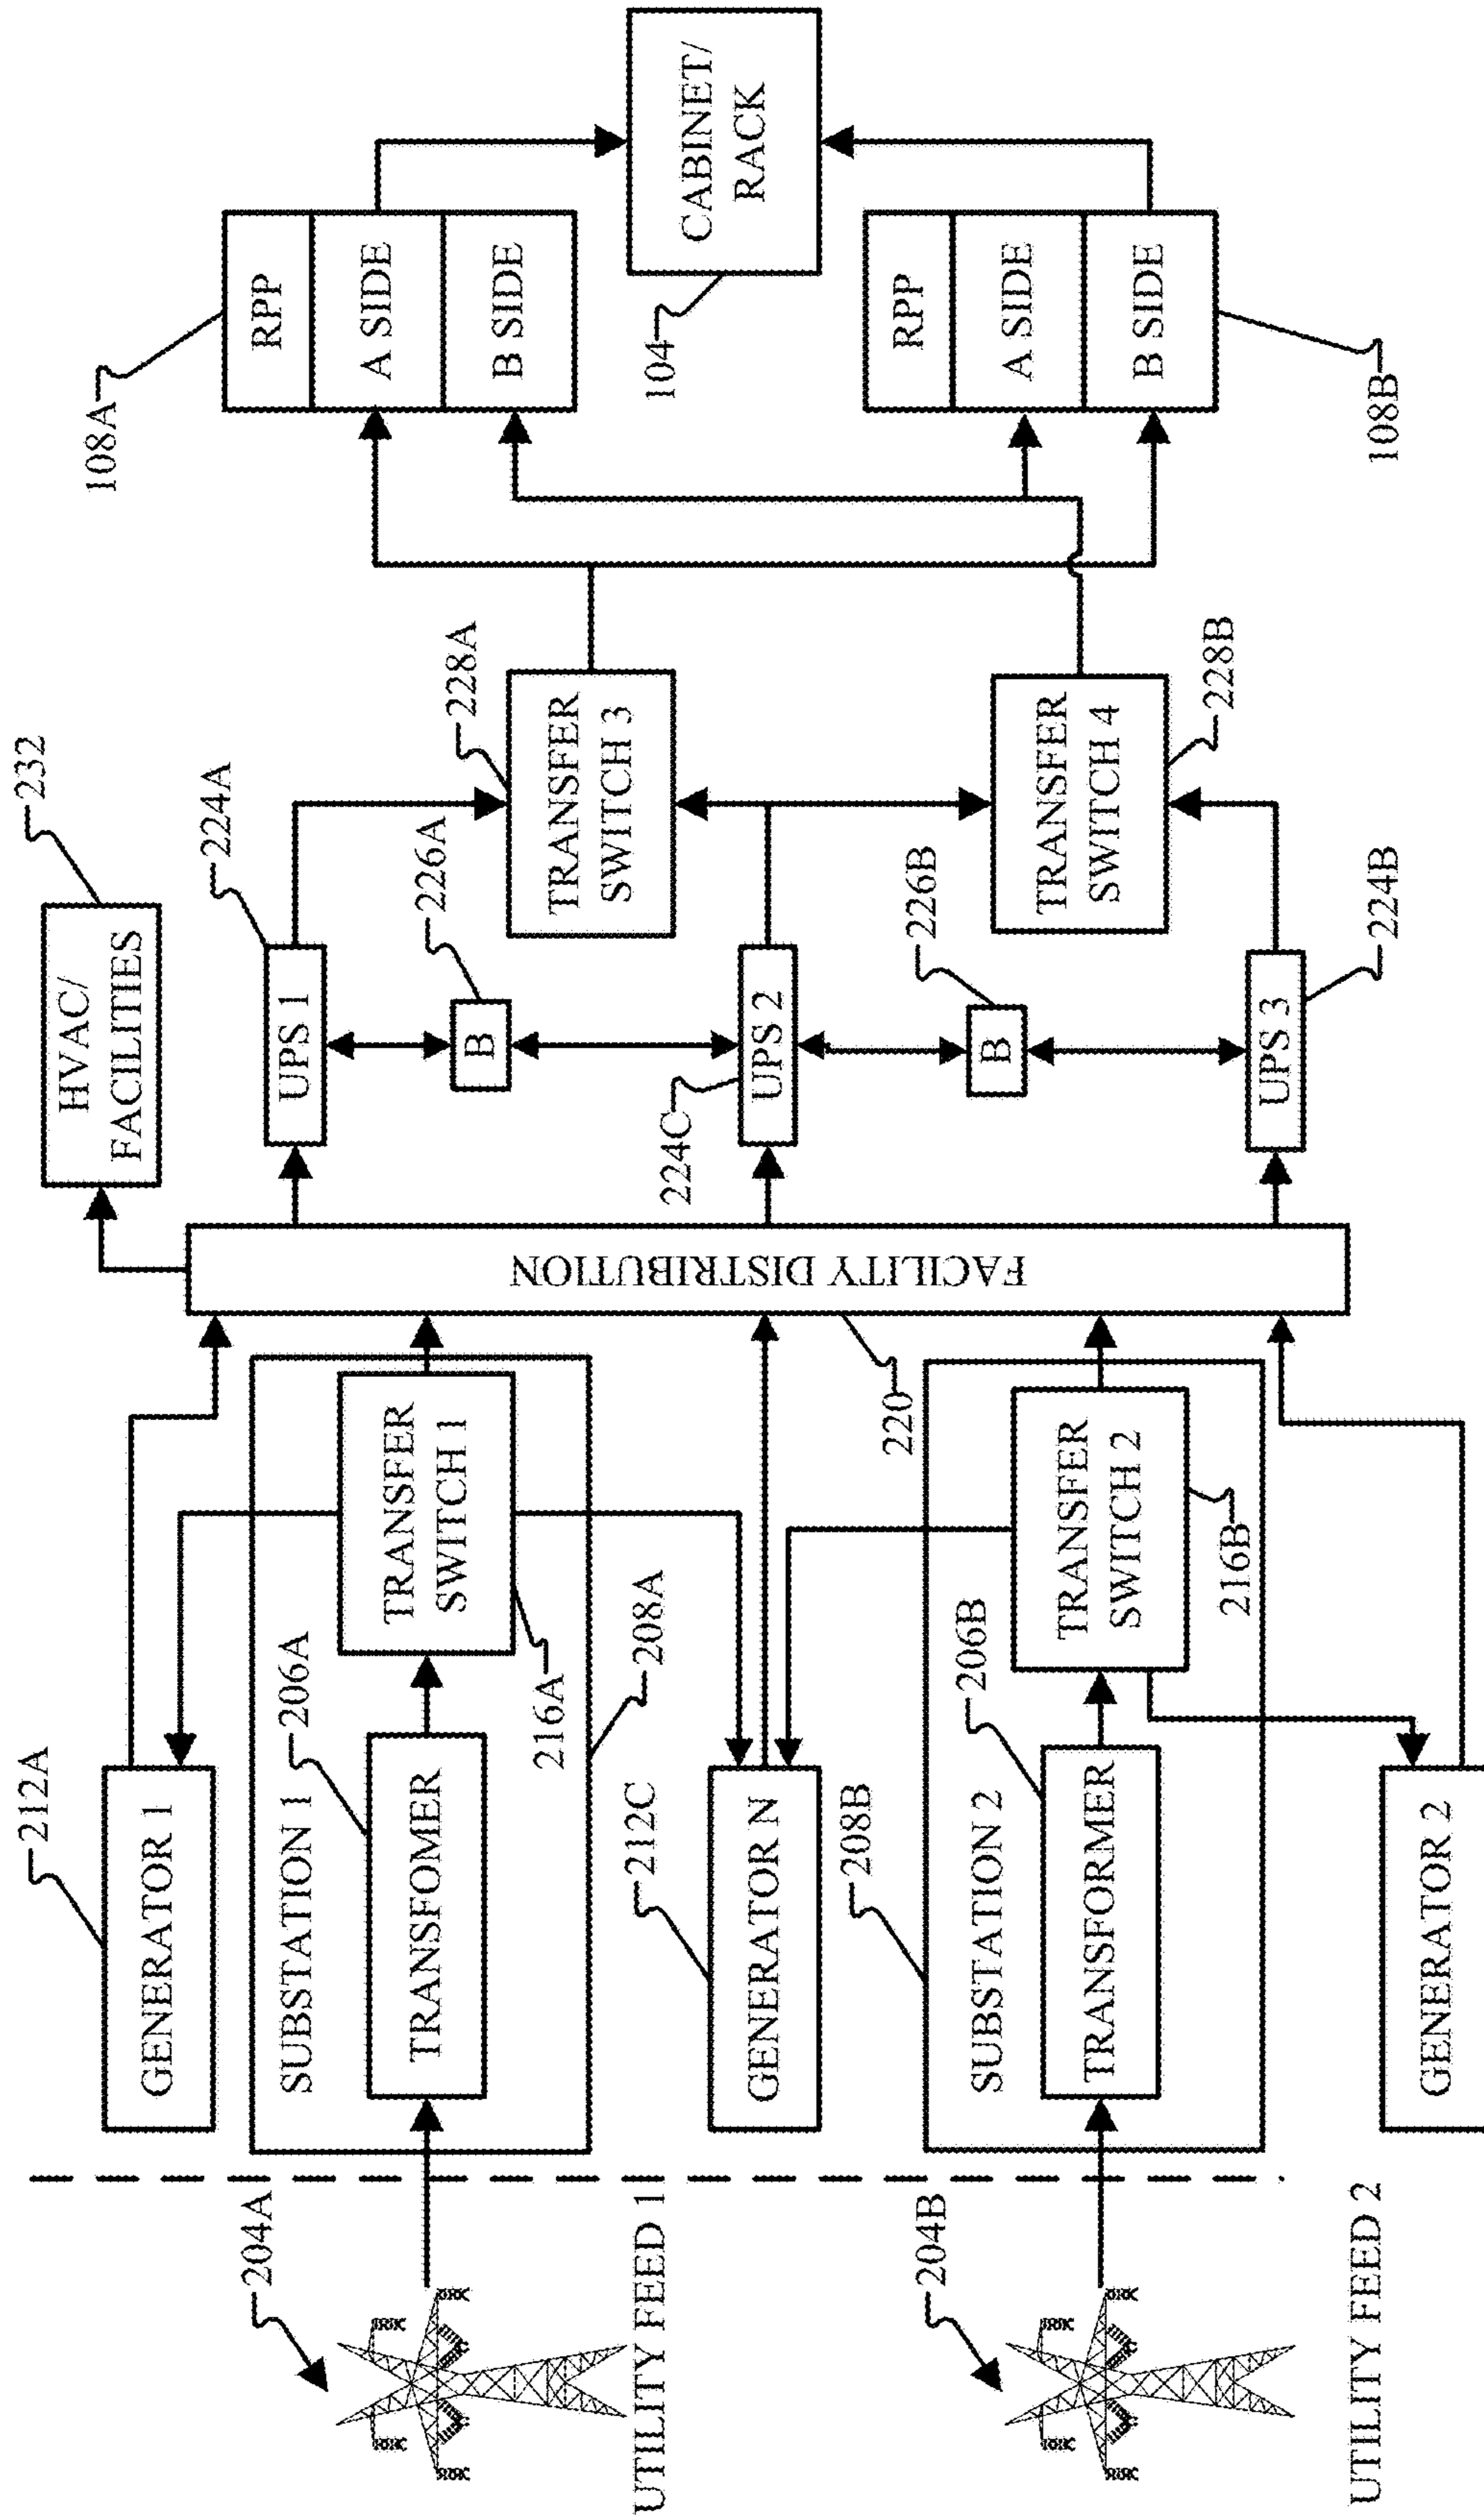 204A
UTILITY FEED 1
204B
UTILITY FEED 2
212A
GENERATOR 1
SUBSTATION 1
206A
TRANSFOMER
TRANSFER
SWITCH 1
216A
208A
212C
GENERATOR N
208B
SUBSTATION 2
206B
TRANSFORMER
TRANSFER
SWITCH 2
216B
GENERATOR 2
FACILITY DISTRIBUTION
220
HVAC/
FACILITIES
232
UPS 1
224A
B
226A
UPS 2
224C
B
226B
UPS 3
224B
TRANSFER
SWITCH 3
228A
TRANSFER
SWITCH 4
228B
108A
RPP
A SIDE
B SIDE
104
CABINET/
RACK
RPP
A SIDE
B SIDE
108B